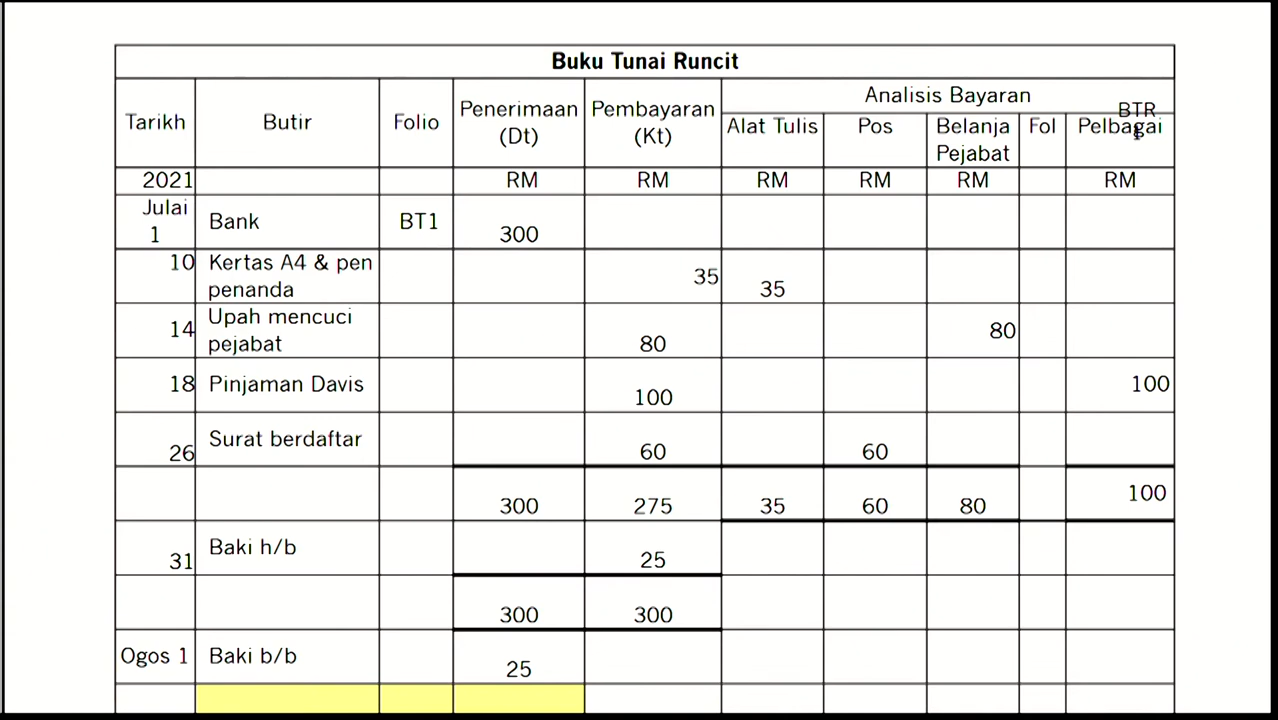 Buku Tunai Runcit
Tarikh Butir Folio Penerimaan (Dt) Pembayaran (Kt) Analisis Bayaran
BTR 1
Alat Tulis Pos Belanja Pejabat Fol Pelbagai
2021 RM RM RM RM RM RM
Julai 1 Bank BT1 300
10 Kertas A4 & pen penanda 35 35
14 Upah mencuci pejabat 80 80
18 Pinjaman Davis 100 100
26 Surat berdaftar 60 60
300 275 35 60 80 100
31 Baki h/b 25
300 300
Ogos 1 Baki b/b 25